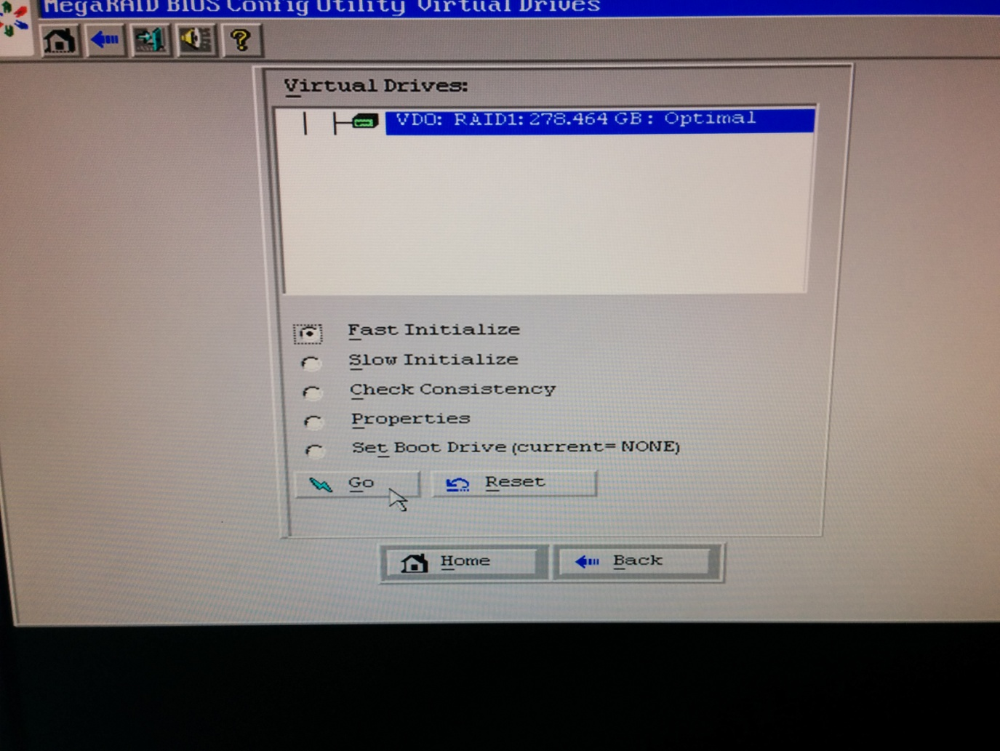 MegaRAID BIOS Config Utility Virtual Drives
?
Virtual Drives:
VD0: RAID1: 278.464 GB: Optimal
Fast Initialize
Slow Initialize
Check Consistency
Properties
Set Boot Drive (current= NONE)
Go Reset
Home Back